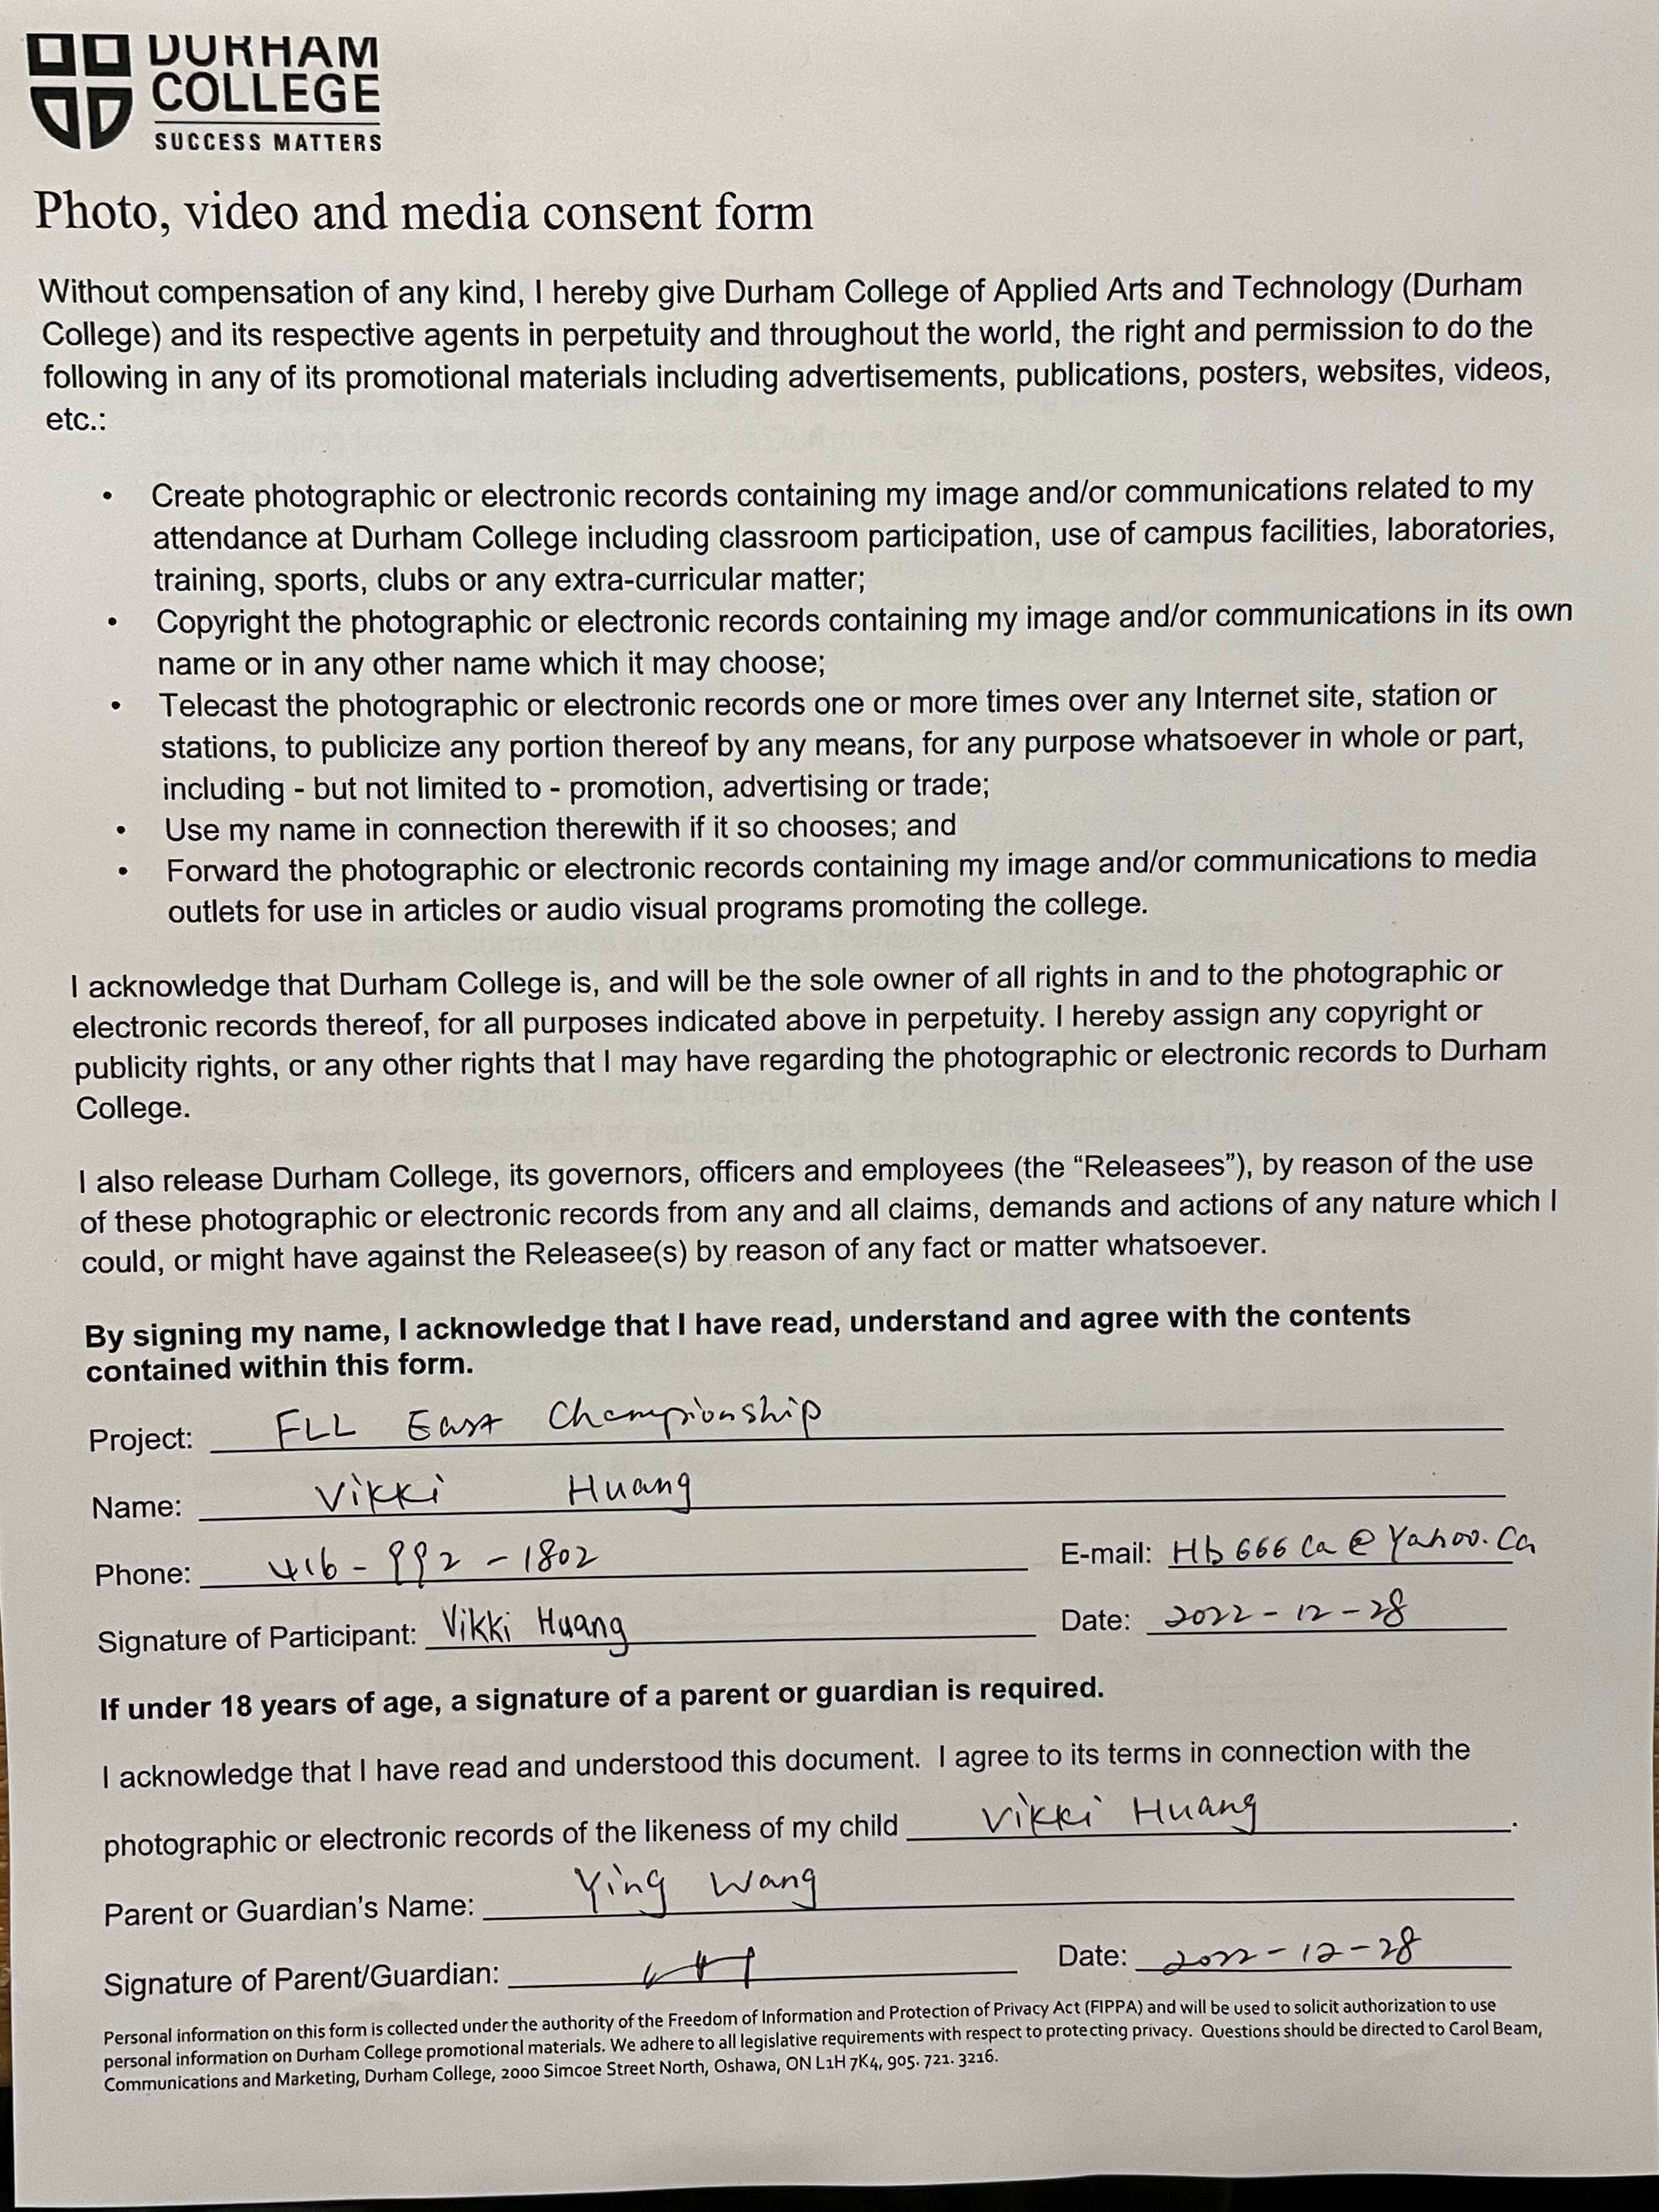 DURHAM
COLLEGE
SUCCESS MATTERS
Photo, video and media consent form
Without compensation of any kind, I hereby give Durham College of Applied Arts and Technology (Durham
College) and its respective agents in perpetuity and throughout the world, the right and permission to do the
following in any of its promotional materials including advertisements, publications, posters, websites, videos,
etc.:
• Create photographic or electronic records containing my image and/or communications related to my
attendance at Durham College including classroom participation, use of campus facilities, laboratories,
training, sports, clubs or any extra-curricular matter;
• Copyright the photographic or electronic records containing my image and/or communications in its own
name or in any other name which it may choose;
• Telecast the photographic or electronic records one or more times over any Internet site, station or
stations, to publicize any portion thereof by any means, for any purpose whatsoever in whole or part,
including - but not limited to - promotion, advertising or trade;
• Use my name in connection therewith if it so chooses; and
• Forward the photographic or electronic records containing my image and/or communications to media
outlets for use in articles or audio visual programs promoting the college.
I acknowledge that Durham College is, and will be the sole owner of all rights in and to the photographic or
electronic records thereof, for all purposes indicated above in perpetuity. I hereby assign any copyright or
publicity rights, or any other rights that I may have regarding the photographic or electronic records to Durham
College.
I also release Durham College, its governors, officers and employees (the “Releasees”), by reason of the use
of these photographic or electronic records from any and all claims, demands and actions of any nature which I
could, or might have against the Releasee(s) by reason of any fact or matter whatsoever.
By signing my name, I acknowledge that I have read, understand and agree with the contents
contained within this form.
Project: FLL East Championship
Name: Vikki Huang
Phone: 416-992-1802 E-mail: Hb666ca@Yahoo.Ca
Signature of Participant: Vikki Huang Date: 2022-12-28
If under 18 years of age, a signature of a parent or guardian is required.
I acknowledge that I have read and understood this document. I agree to its terms in connection with the
photographic or electronic records of the likeness of my child Vikki Huang.
Parent or Guardian's Name: Ying Wang
Signature of Parent/Guardian: Date: 2022-12-28
Personal information on this form is collected under the authority of the Freedom of Information and Protection of Privacy Act (FIPPA) and will be used to solicit authorization to use
personal information on Durham College promotional materials. We adhere to all legislative requirements with respect to protecting privacy. Questions should be directed to Carol Beam,
Communications and Marketing, Durham College, 2000 Simcoe Street North, Oshawa, ON L1H 7K4, 905. 721. 3216.